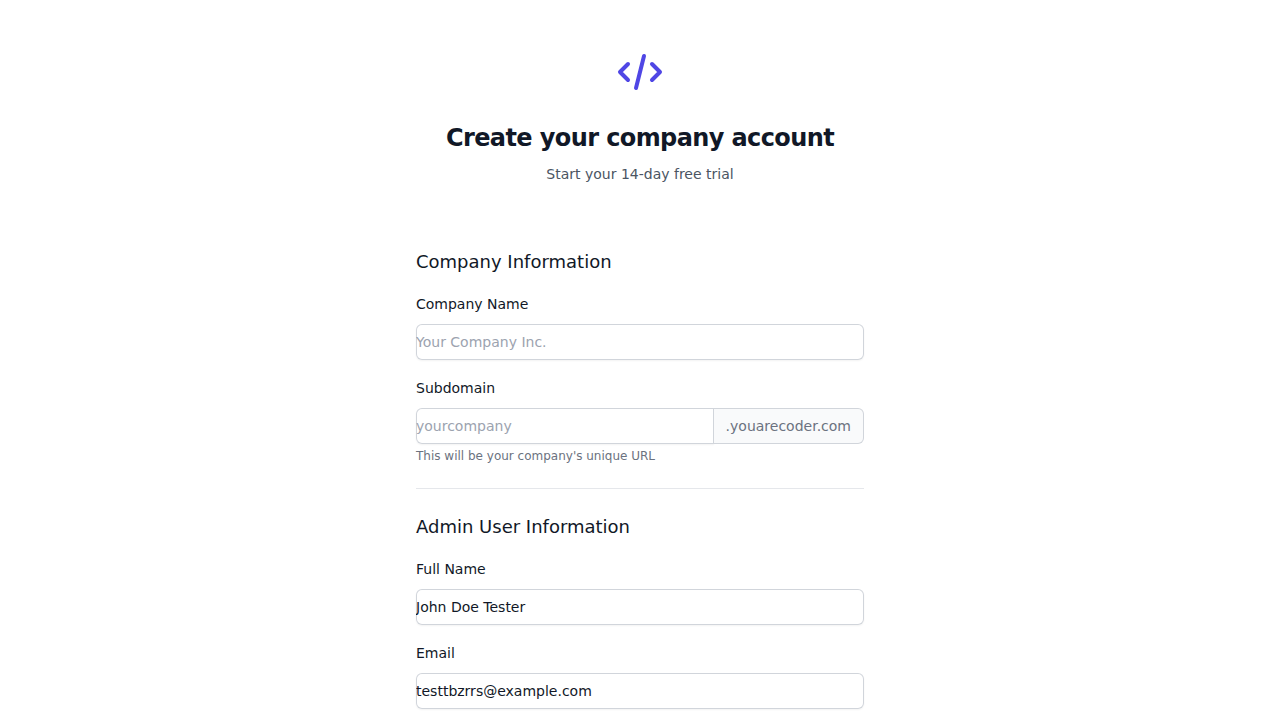 Create your company account
Start your 14-day free trial
Company Information
Company Name
Your Company Inc.
Subdomain
yourcompany .youarecoder.com
This will be your company's unique URL
Admin User Information
Full Name
John Doe Tester
Email
testtbzrrs@example.com